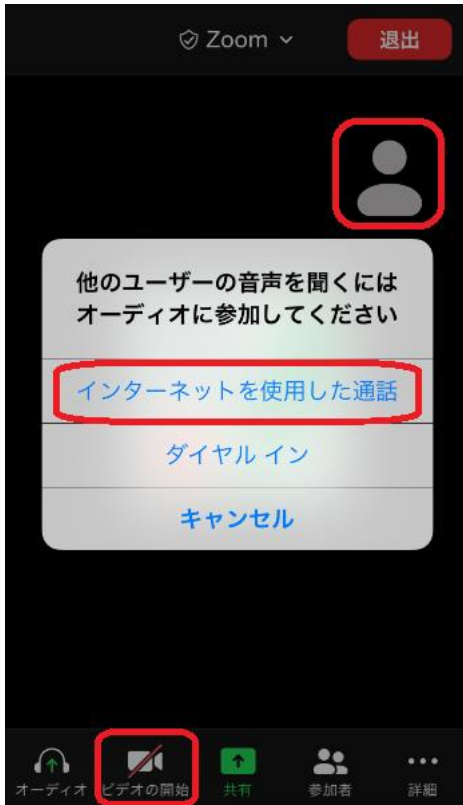 Zoom
退出
他のユーザーの音声を聞くには
オーディオに参加してください
インターネットを使用した通話
ダイヤル イン
キャンセル
オーディオ ビデオの開始 共有 参加者 詳細